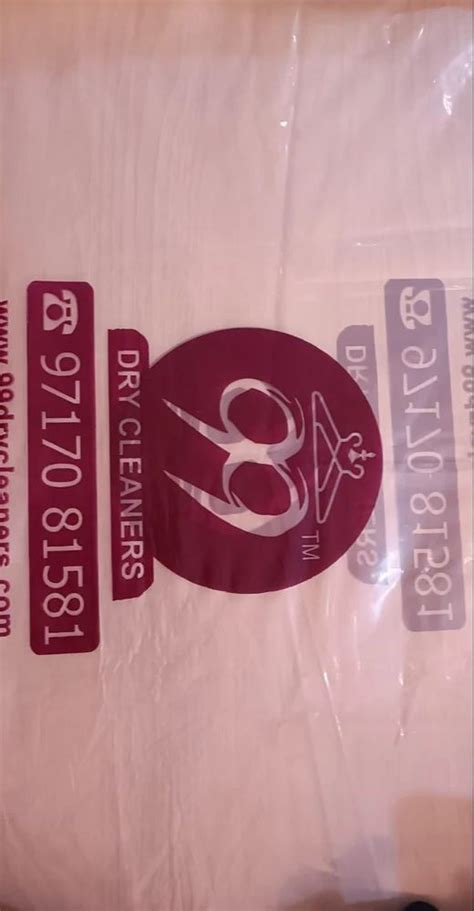 99
TM
DRY CLEANERS
☎ 97170 81581
www.99drycleaners.com